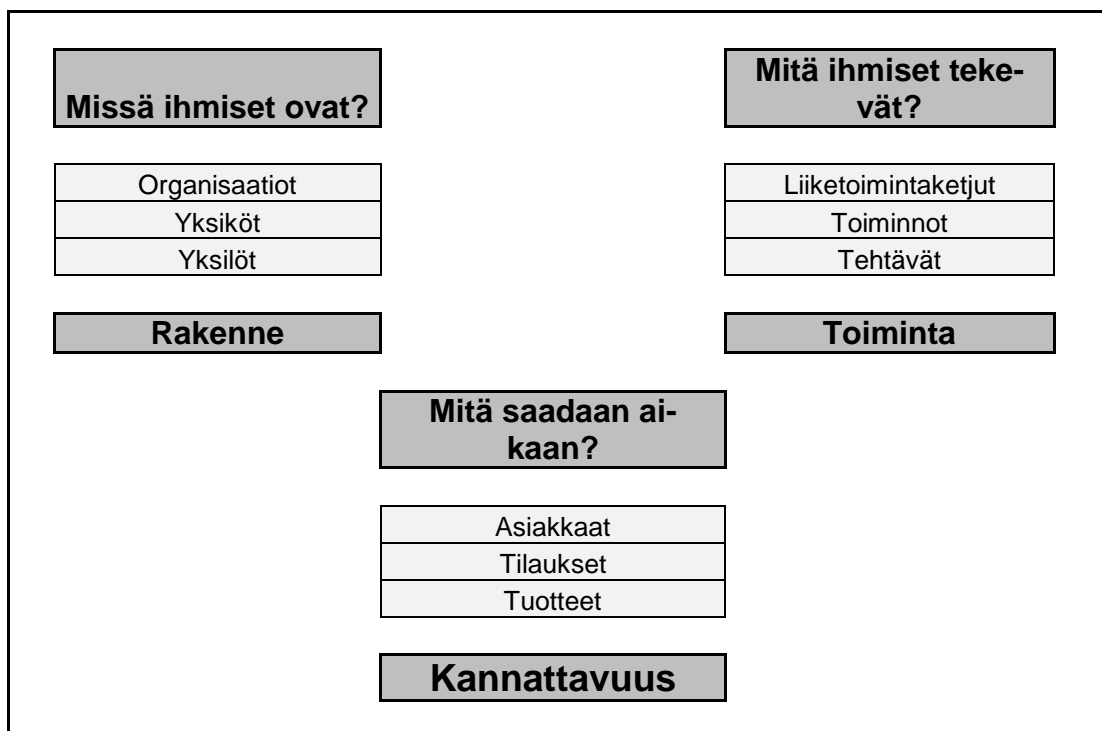 Missä ihmiset ovat?
Mitä ihmiset teke-
vät?
Organisaatiot
Yksiköt
Yksilöt
Liiketoimintaketjut
Toiminnot
Tehtävät
Rakenne
Toiminta
Mitä saadaan ai-
kaan?
Asiakkaat
Tilaukset
Tuotteet
Kannattavuus